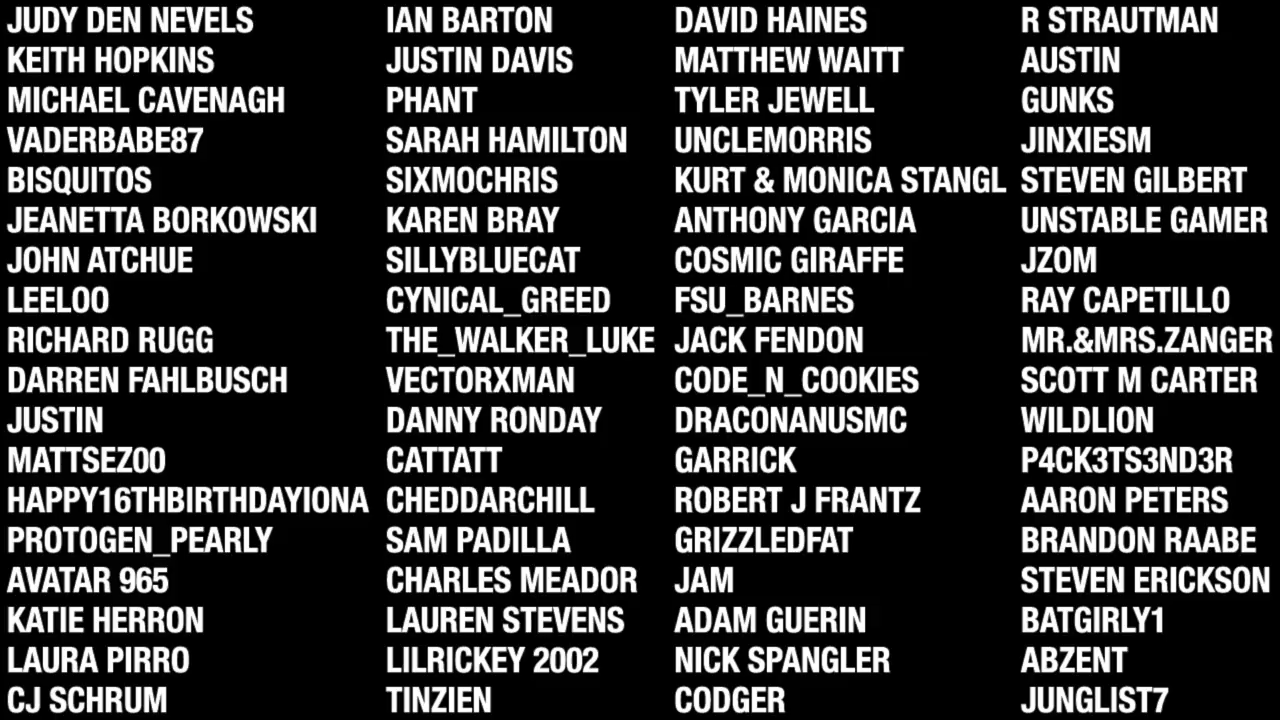 JUDY DEN NEVELS
KEITH HOPKINS
MICHAEL CAVENAGH
VADERBABE87
BISQUITOS
JEANETTA BORKOWSKI
JOHN ATCHUE
LEELOO
RICHARD RUGG
DARREN FAHLBUSCH
JUSTIN
MATTSEZ00
HAPPY16THBIRTHDAYIONA
PROTOGEN_PEARLY
AVATAR 965
KATIE HERRON
LAURA PIRRO
CJ SCHRUM
IAN BARTON
JUSTIN DAVIS
PHANT
SARAH HAMILTON
SIXMOCHRIS
KAREN BRAY
SILLYBLUECAT
CYNICAL_GREED
THE_WALKER_LUKE
VECTORXMAN
DANNY RONDAY
CATTATT
CHEDDARCHILL
SAM PADILLA
CHARLES MEADOR
LAUREN STEVENS
LILRICKEY 2002
TINZIEN
DAVID HAINES
MATTHEW WAITT
TYLER JEWELL
UNCLEMORRIS
KURT & MONICA STANGL
ANTHONY GARCIA
COSMIC GIRAFFE
FSU_BARNES
JACK FENDON
CODE_N_COOKIES
DRACONANUSMC
GARRICK
ROBERT J FRANTZ
GRIZZLEDFAT
JAM
ADAM GUERIN
NICK SPANGLER
CODGER
R STRAUTMAN
AUSTIN
GUNKS
JINXIESM
STEVEN GILBERT
UNSTABLE GAMER
JZOM
RAY CAPETILLO
MR.&MRS.ZANGER
SCOTT M CARTER
WILDLION
P4CK3TS3ND3R
AARON PETERS
BRANDON RAABE
STEVEN ERICKSON
BATGIRLY1
ABZENT
JUNGLIST7